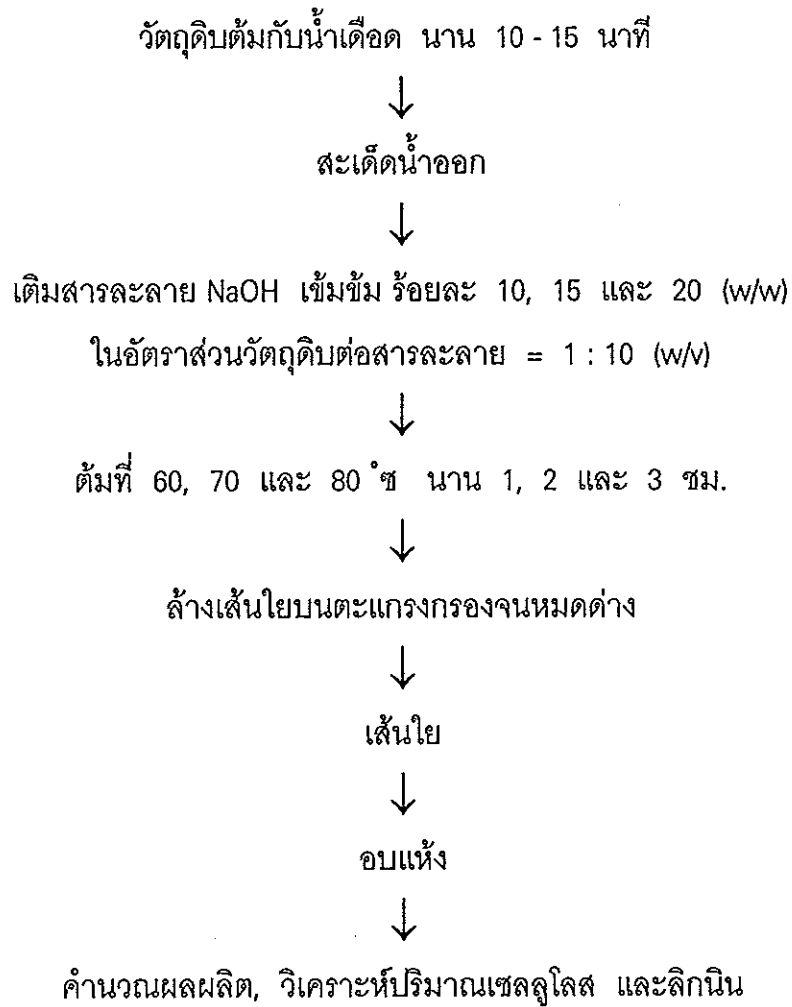 วัตถุดิบต้มกับน้ำเดือด นาน 10 - 15 นาที
↓
สะเด็ดน้ำออก
↓
เติมสารละลาย NaOH เข้มข้ม ร้อยละ 10, 15 และ 20 (w/w)
ในอัตราส่วนวัตถุดิบต่อสารละลาย = 1 : 10 (w/v)
↓
ต้มที่ 60, 70 และ 80 ํซ นาน 1, 2 และ 3 ชม.
↓
ล้างเส้นใยบนตะแกรงกรองจนหมดด่าง
↓
เส้นใย
↓
อบแห้ง
↓
คำนวณผลผลิต, วิเคราะห์ปริมาณเซลลูโลส และลิกนิน